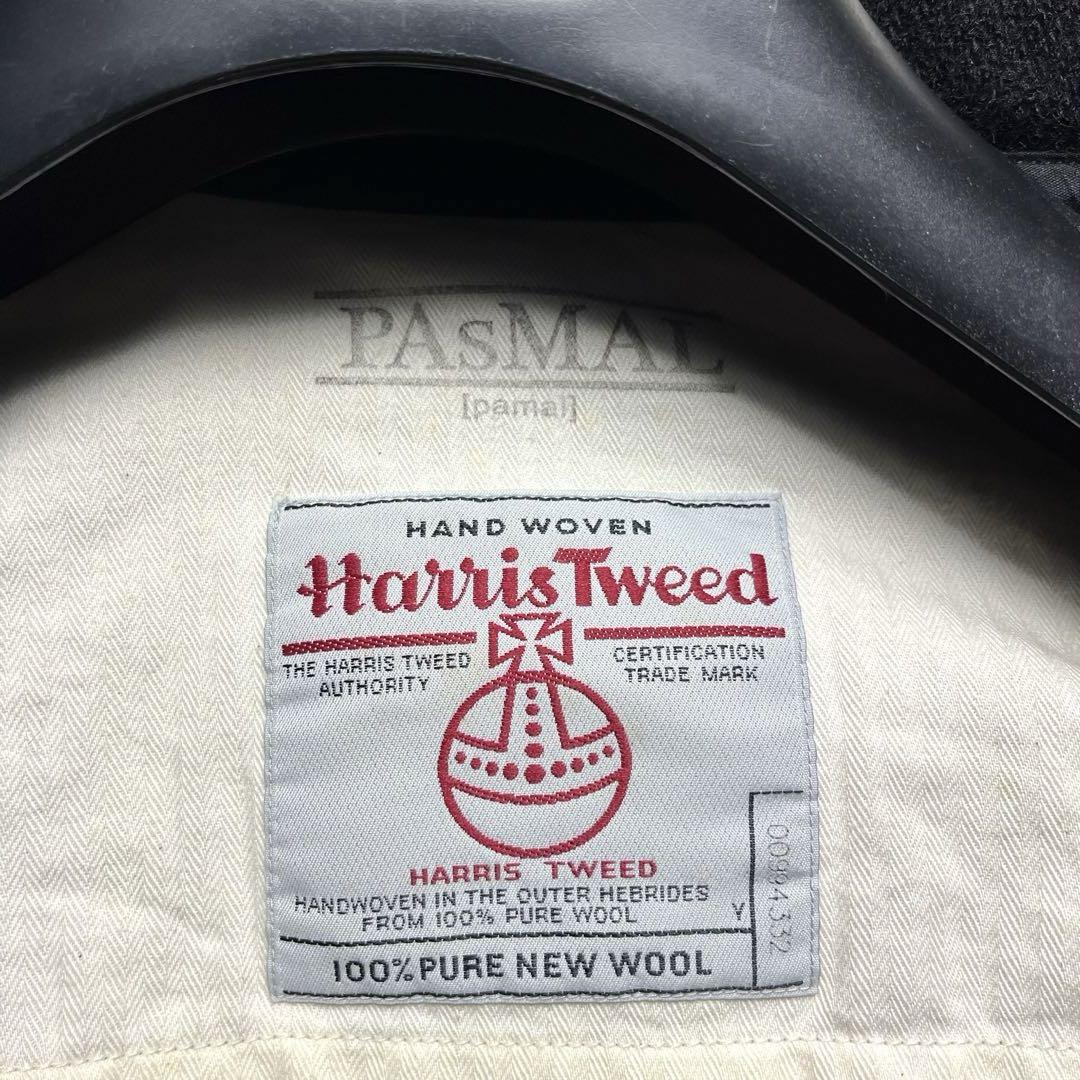 PAsMAL
[pamal]
HAND WOVEN
Harris Tweed
THE HARRIS TWEED
AUTHORITY
CERTIFICATION
TRADE MARK
HARRIS TWEED
HANDWOVEN IN THE OUTER HEBRIDES
FROM 100% PURE WOOL
Y
00994332
100% PURE NEW WOOL